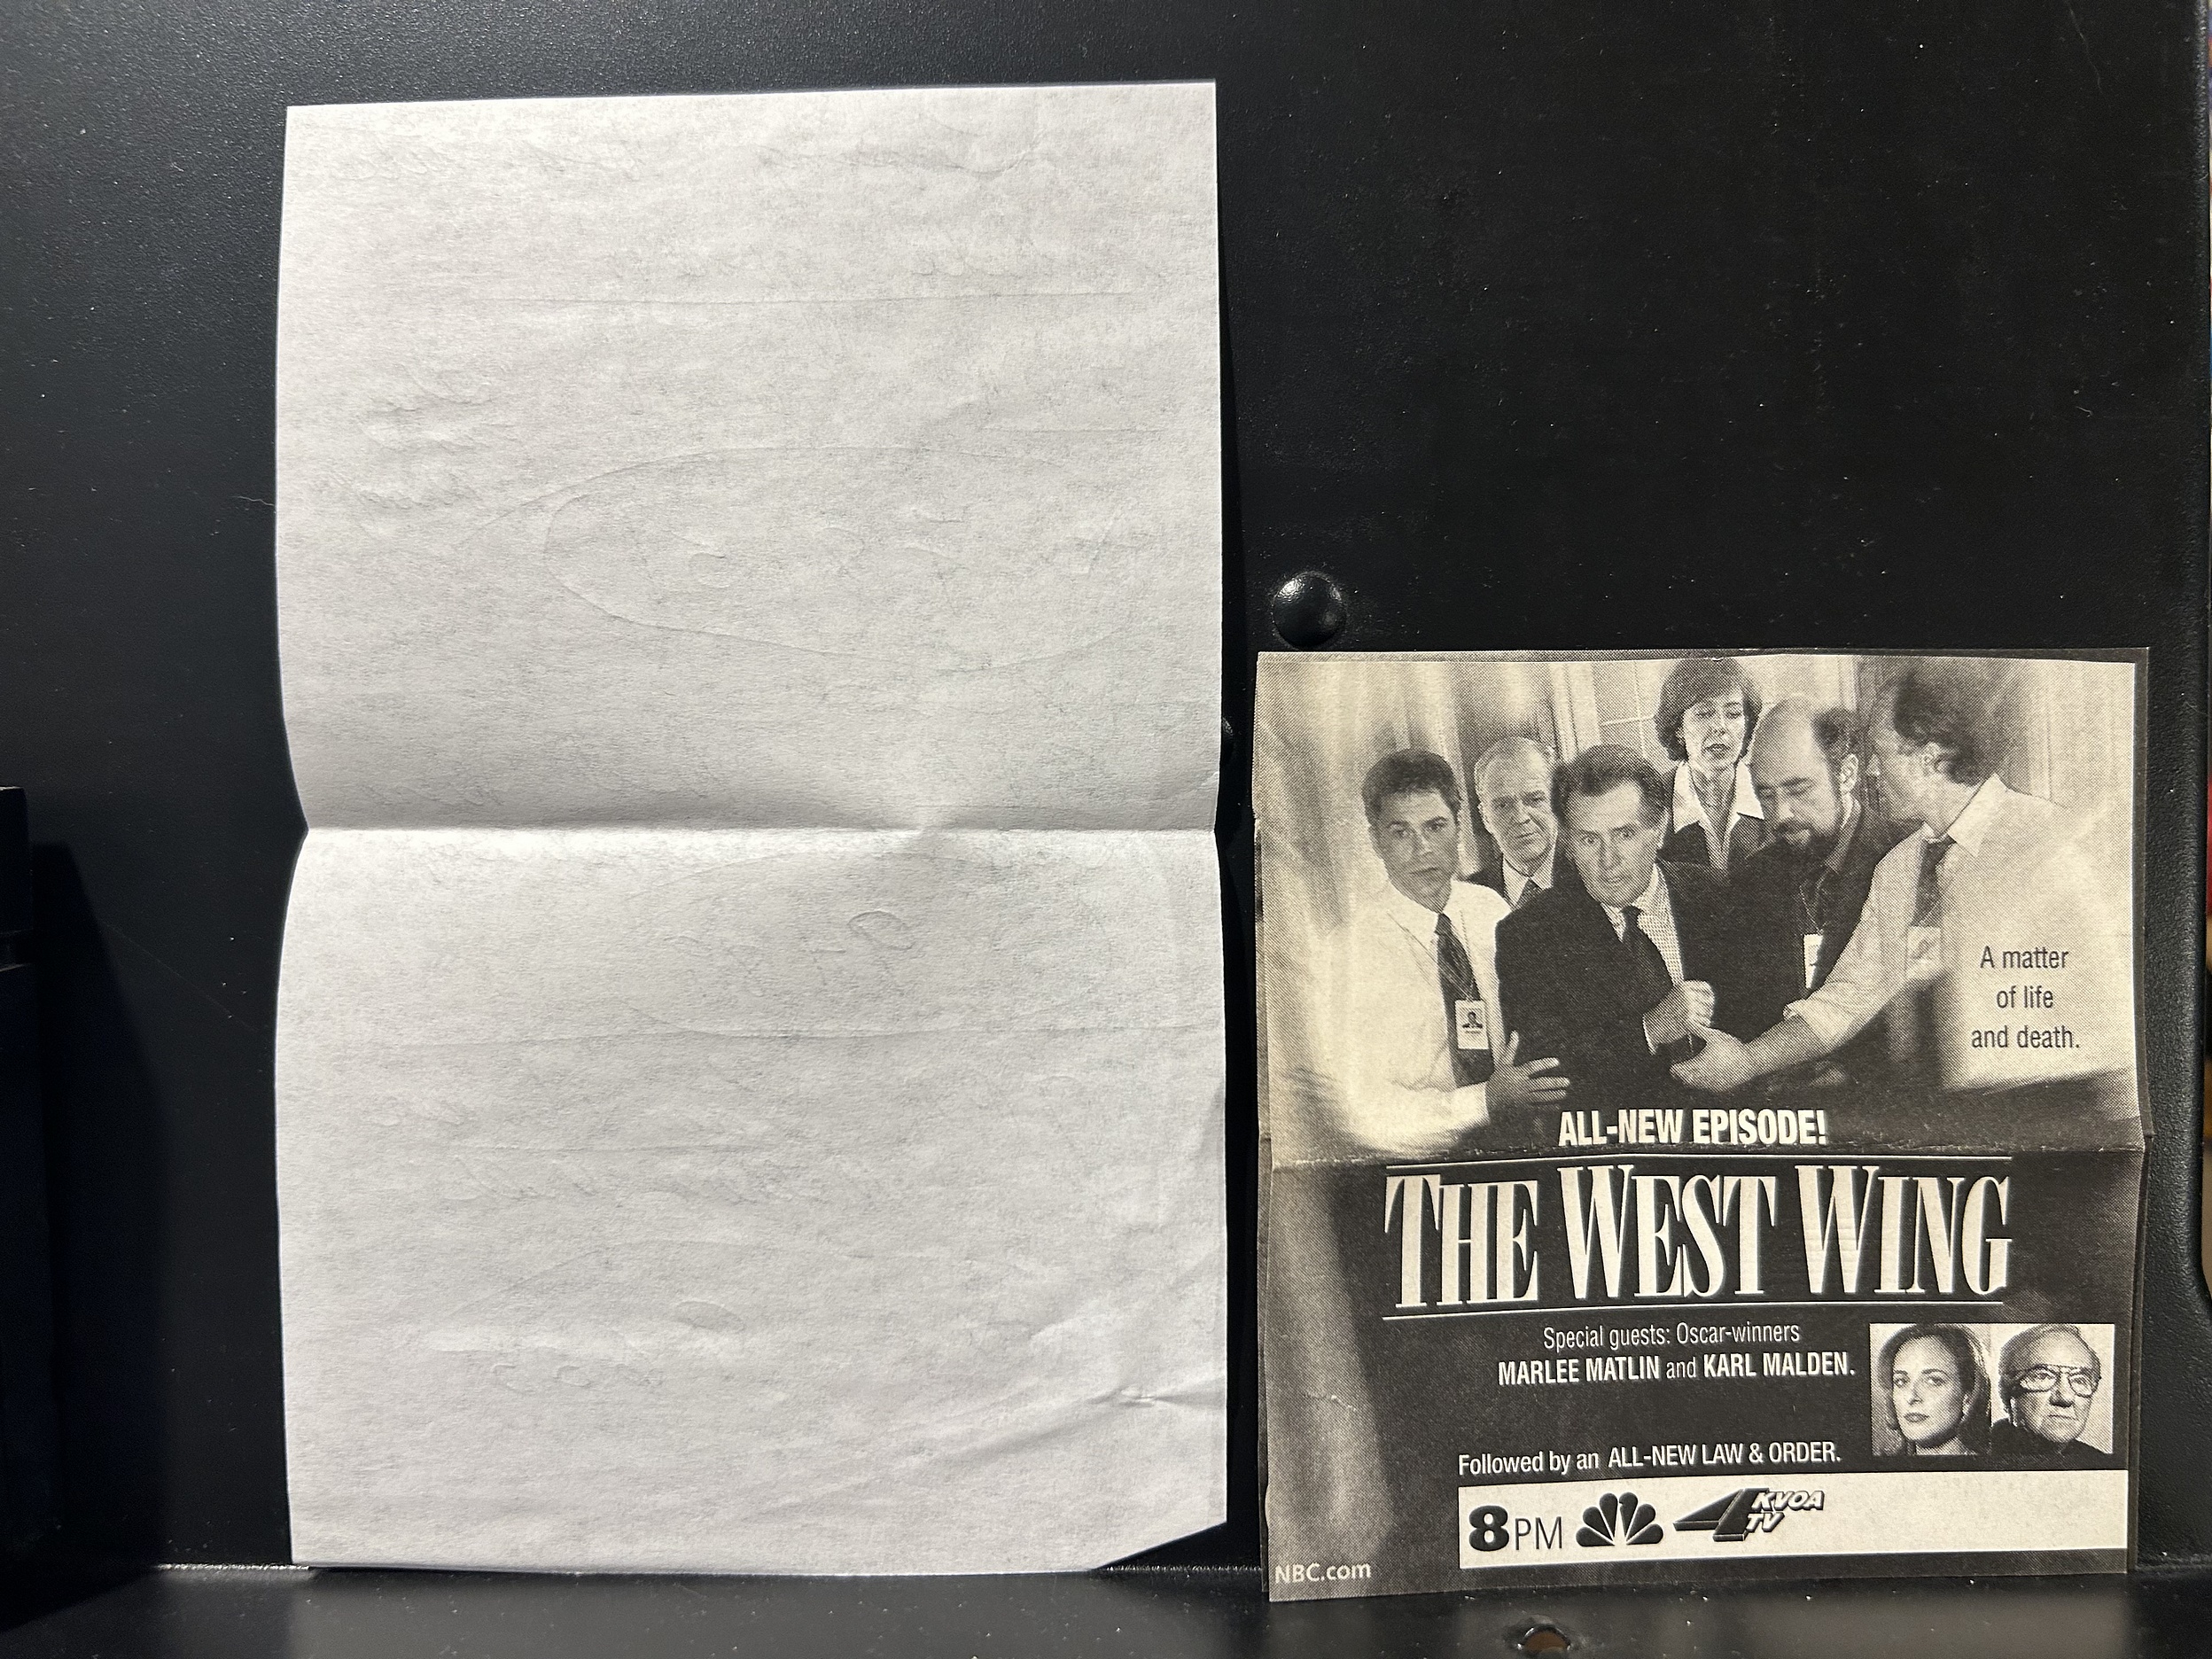 A matter
of life
and death.
ALL-NEW EPISODE!
THE WEST WING
Special guests: Oscar-winners
MARLEE MATLIN and KARL MALDEN.
Followed by an ALL-NEW LAW & ORDER.
8PM 4 KVOA
TV
NBC.com